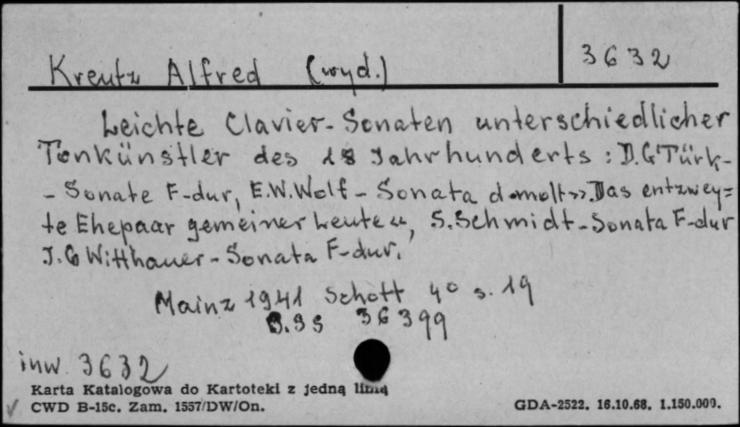 3632
Kreutz Alfred (wyd.)
Leichte Clavier-Sonaten unterschiedlicher
Tonkünstler des 18 Jahrhunderts: D.G Türk-
- Sonate F-dur, E.W.Wolf - Sonata d-moll »Das entzwey=
te Ehepaar gemeiner Leute", S.Schmidt-Sonata F-dur
J.G Witthauer - Sonata F-dur.
Mainz 1941 Schott 4° s. 19
B.SS 36399
inw. 3632
Karta Katalogowa do Kartoteki z jedną linią
CWD B-15c. Zam. 1557/DW/On.
GDA-2522. 16.10.68. 1.150.000.